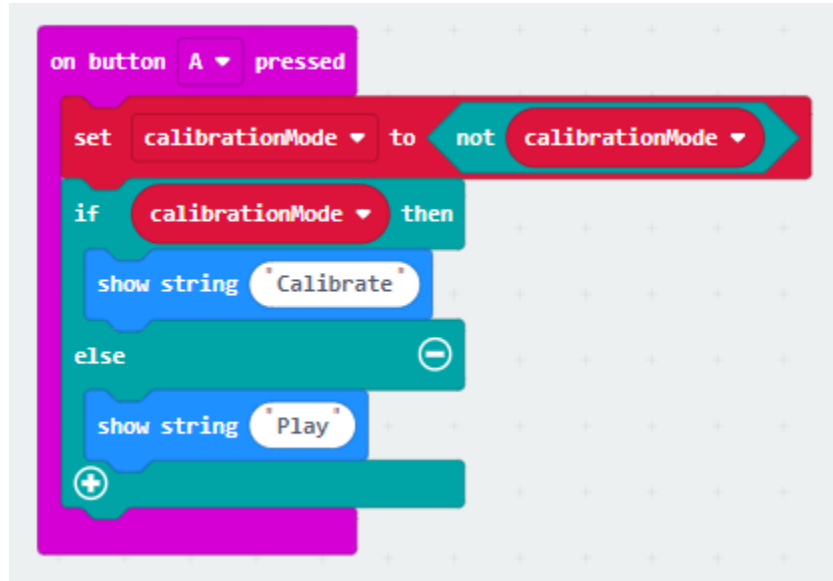 on button A pressed
set calibrationMode to not calibrationMode
if calibrationMode then
show string "Calibrate"
else
show string "Play"